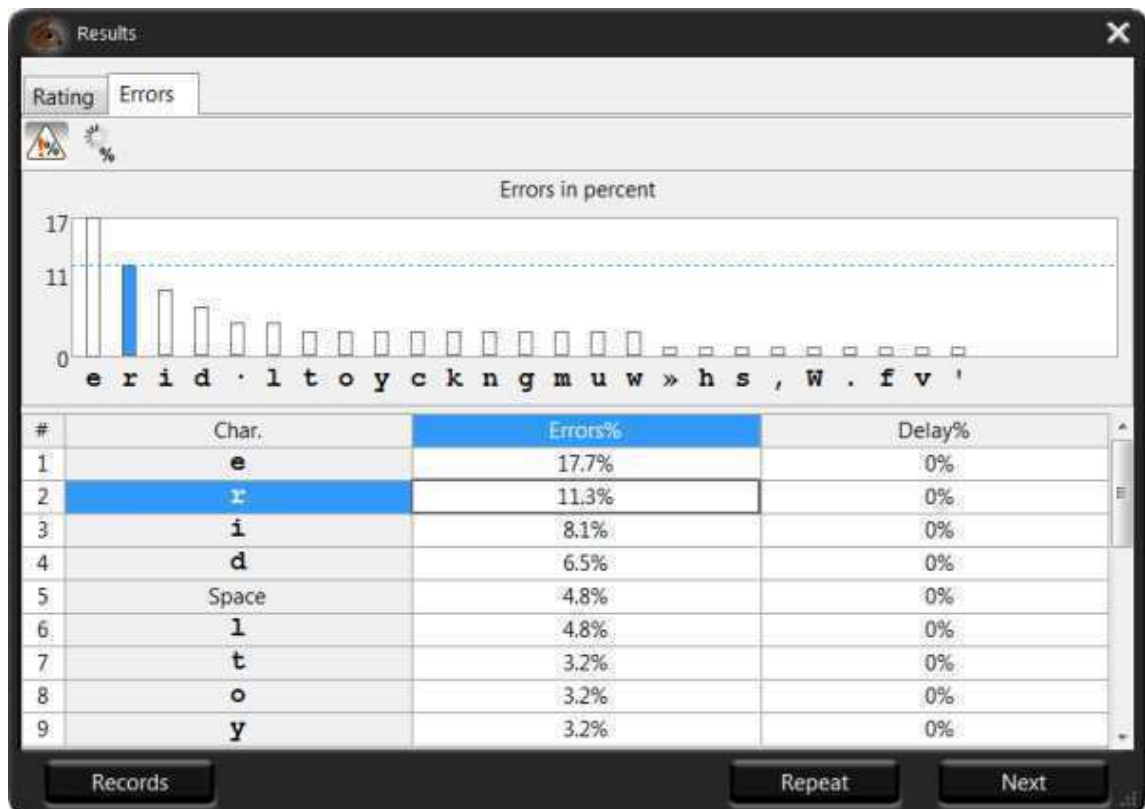 Results
Rating Errors
!% %
Errors in percent
17
11
0
e r i d · l t o y c k n g m u w » h s , W . f v '
# Char. Errors% Delay%
1 e 17.7% 0%
2 r 11.3% 0%
3 i 8.1% 0%
4 d 6.5% 0%
5 Space 4.8% 0%
6 l 4.8% 0%
7 t 3.2% 0%
8 o 3.2% 0%
9 y 3.2% 0%
Records Repeat Next